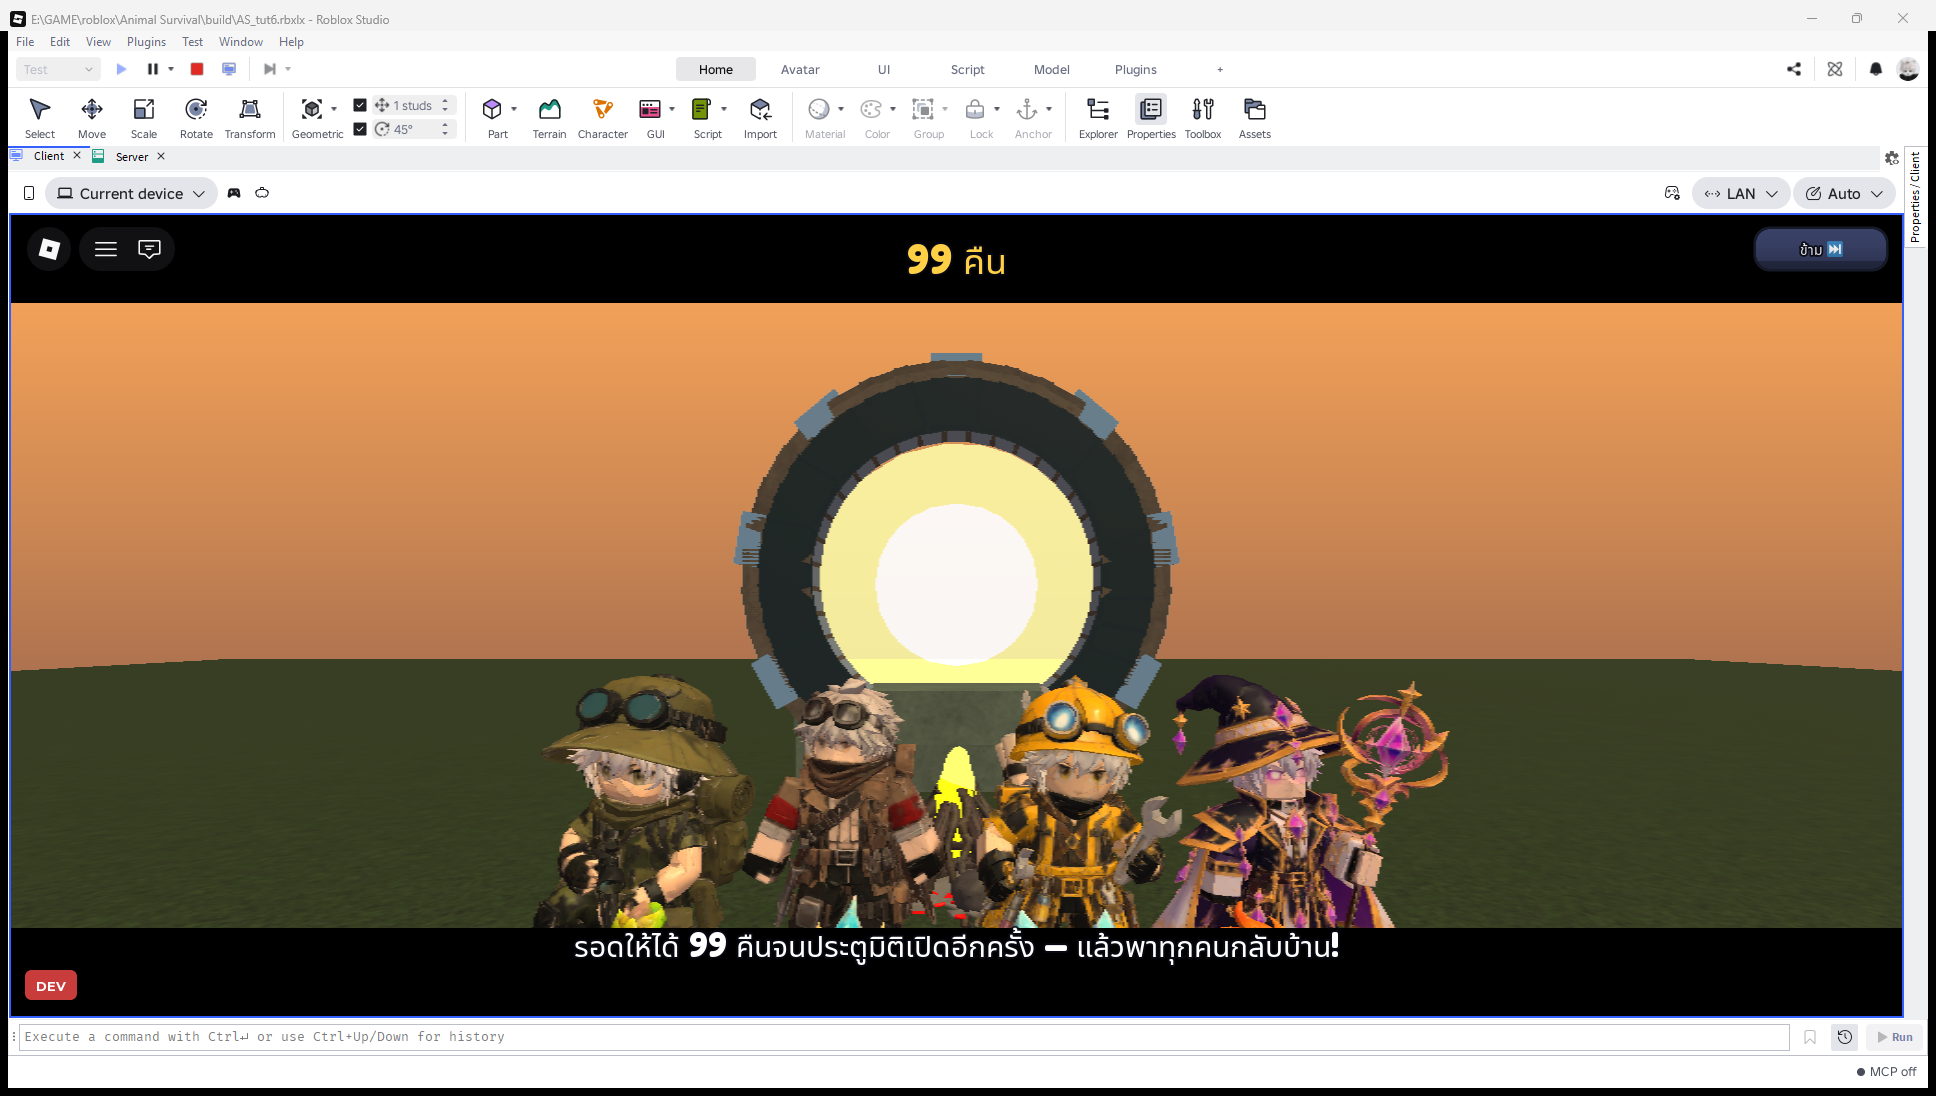 E:\GAME\roblox\Animal Survival\build\AS_tut6.rbxlx - Roblox Studio
File Edit View Plugins Test Window Help
Test Home Avatar UI Script Model Plugins +
1 studs
45°
Select Move Scale Rotate Transform Geometric Part Terrain Character GUI Script Import Material Color Group Lock Anchor Explorer Properties Toolbox Assets
Client Server
Properties / Client
Current device LAN Auto
99 คืน
ข้าม
รอดให้ได้ 99 คืนจนประตูมิติเปิดอีกครั้ง — แล้วพาทุกคนกลับบ้าน!
DEV
Execute a command with Ctrl↵ or use Ctrl+Up/Down for history
Run
MCP off